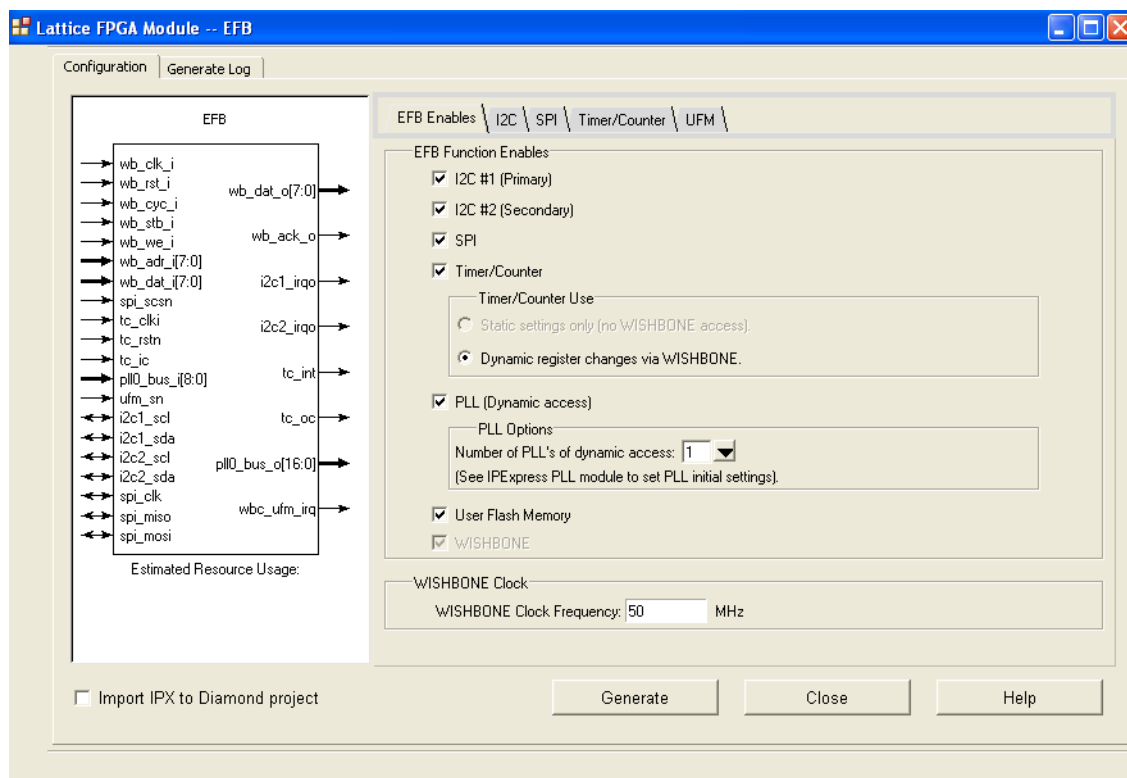 Lattice FPGA Module -- EFB
Configuration
Generate Log
EFB
wb_clk_i
wb_rst_i
wb_cyc_i
wb_stb_i
wb_we_i
wb_adr_i[7:0]
wb_dat_i[7:0]
spi_scsn
tc_clki
tc_rstn
tc_ic
pll0_bus_i[8:0]
ufm_sn
i2c1_scl
i2c1_sda
i2c2_scl
i2c2_sda
spi_clk
spi_miso
spi_mosi
wb_dat_o[7:0]
wb_ack_o
i2c1_irqo
i2c2_irqo
tc_int
tc_oc
pll0_bus_o[16:0]
wbc_ufm_irq
Estimated Resource Usage:
EFB Enables
I2C
SPI
Timer/Counter
UFM
EFB Function Enables
I2C #1 (Primary)
I2C #2 (Secondary)
SPI
Timer/Counter
Timer/Counter Use
Static settings only (no WISHBONE access).
Dynamic register changes via WISHBONE.
PLL (Dynamic access)
PLL Options
Number of PLL's of dynamic access: 1
(See IPExpress PLL module to set PLL initial settings).
User Flash Memory
WISHBONE
WISHBONE Clock
WISHBONE Clock Frequency: 50 MHz
Import IPX to Diamond project
Generate
Close
Help